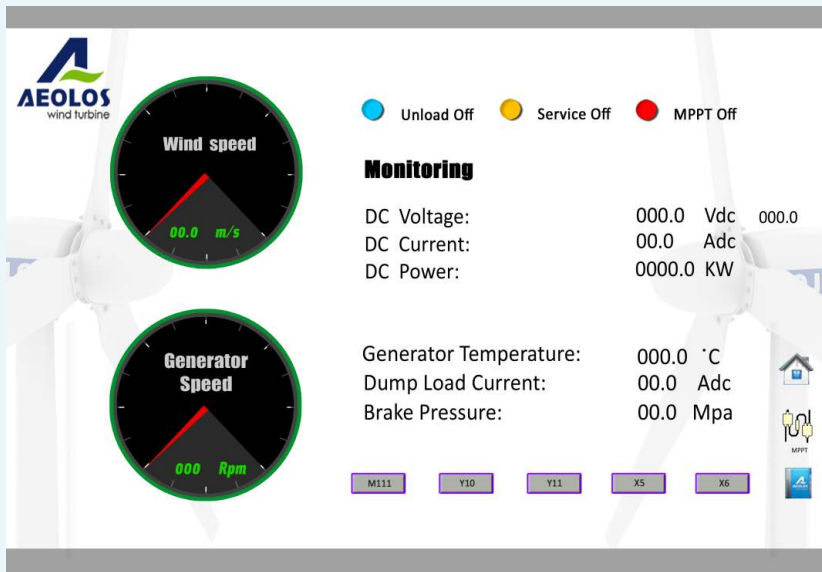 AEOLOS
wind turbine
Unload Off
Service Off
MPPT Off
Wind speed
00.0 m/s
Monitoring
DC Voltage: 000.0 Vdc 000.0
DC Current: 00.0 Adc
DC Power: 0000.0 KW
Generator Speed
000 Rpm
Generator Temperature: 000.0 ˙C
Dump Load Current: 00.0 Adc
Brake Pressure: 00.0 Mpa
MPPT
M111
Y10
Y11
X5
X6